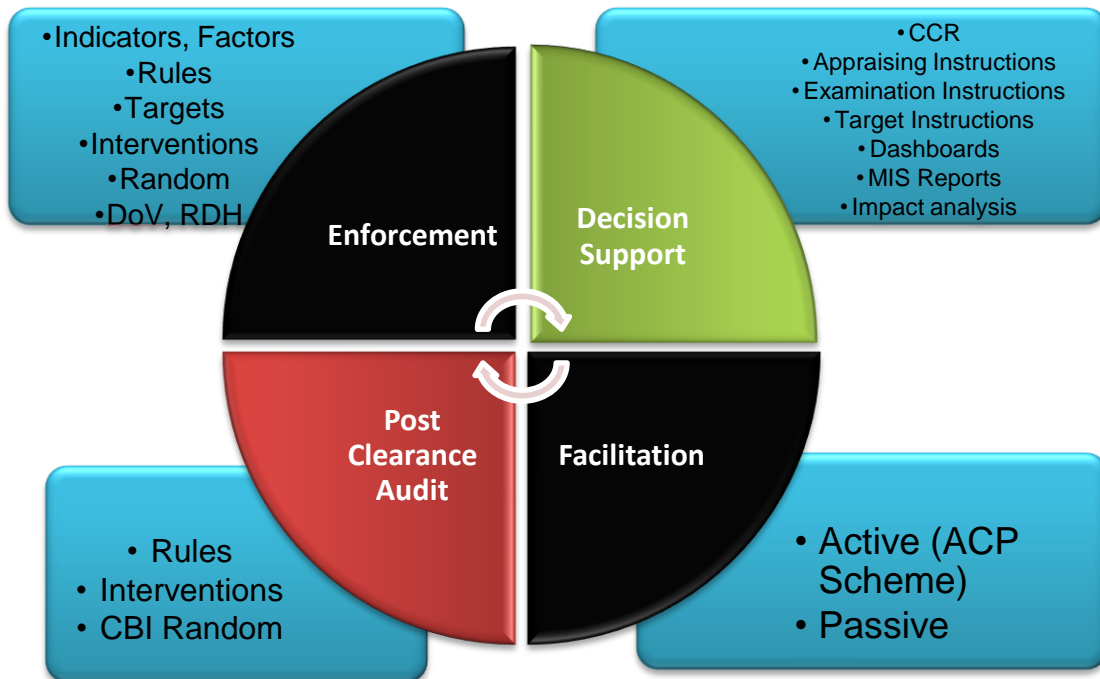 •Indicators, Factors
•Rules
•Targets
•Interventions
•Random
•DoV, RDH
Enforcement
•CCR
•Appraising Instructions
•Examination Instructions
•Target Instructions
•Dashboards
•MIS Reports
•Impact analysis
Decision
Support
Post
Clearance
Audit
• Rules
• Interventions
• CBI Random
Facilitation
• Active (ACP
Scheme)
• Passive